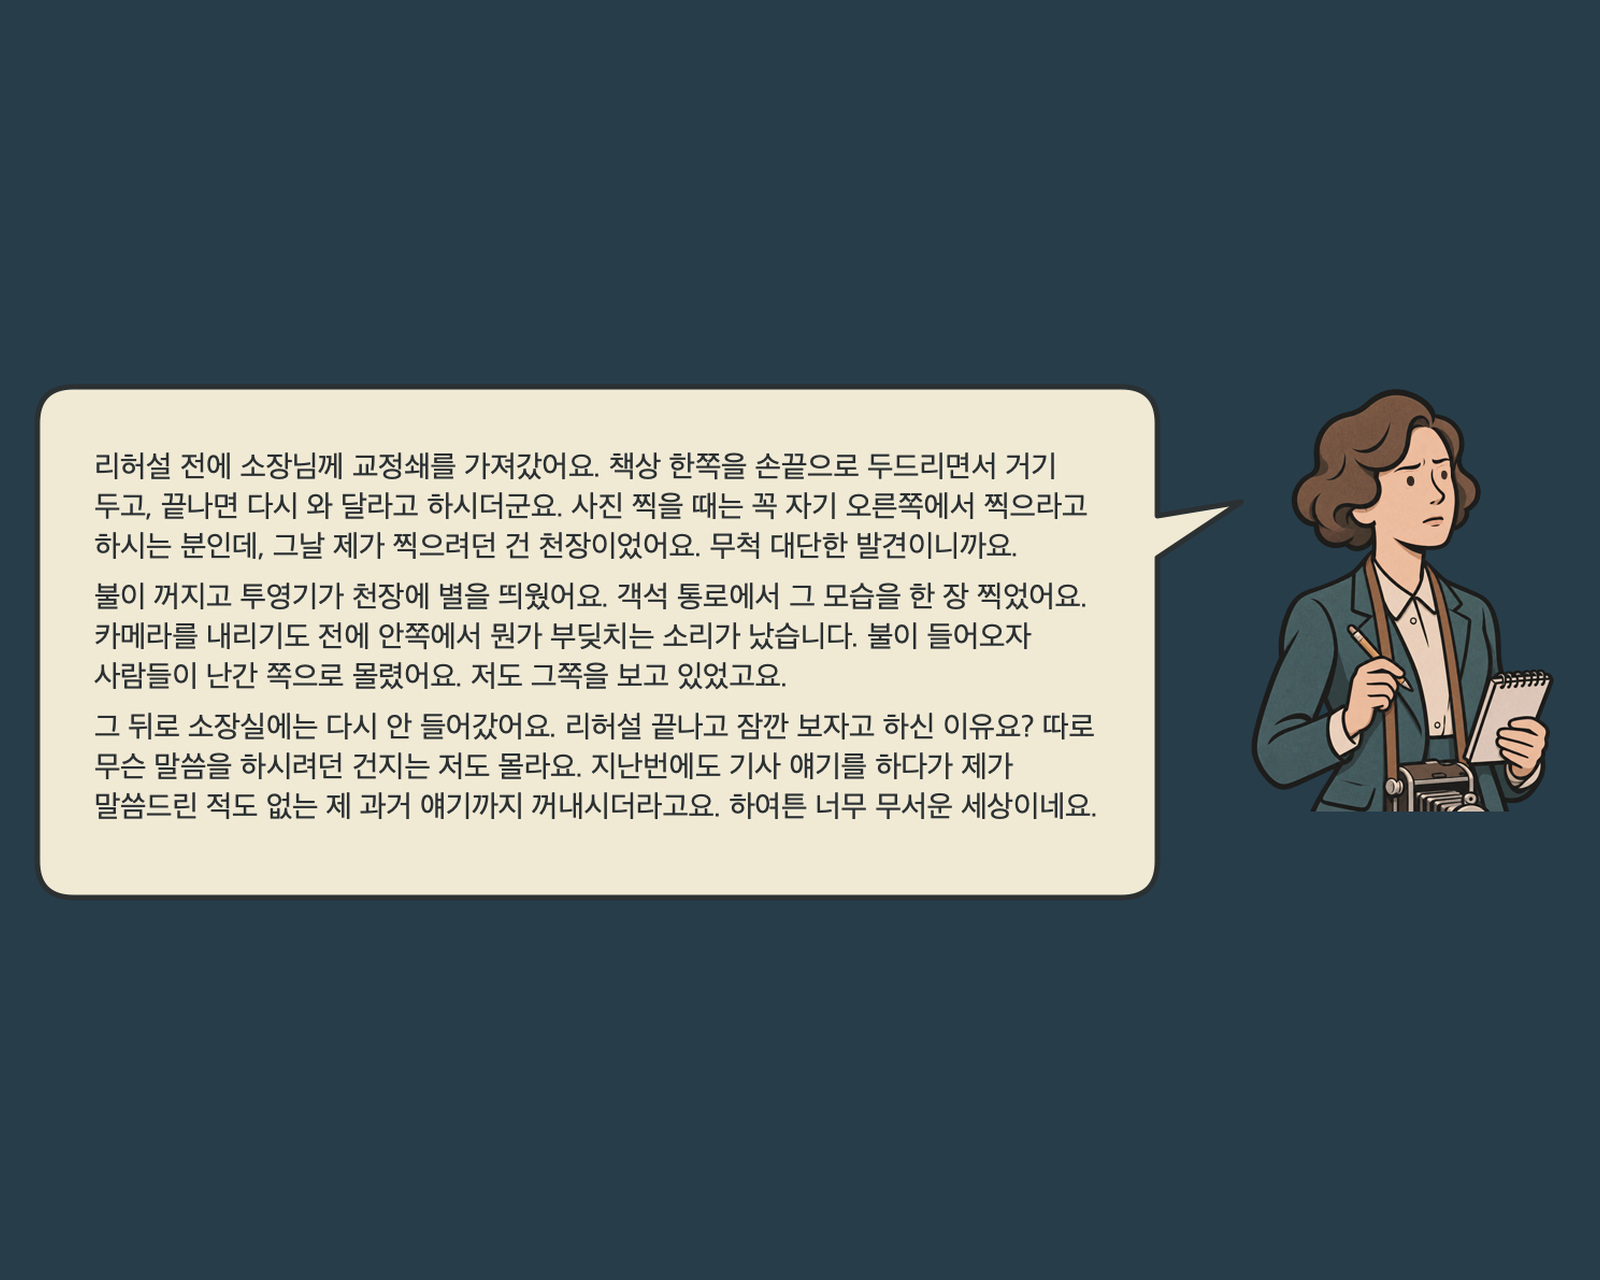 리허설 전에 소장님께 교정쇄를 가져갔어요. 책상 한쪽을 손끝으로 두드리면서 거기
두고, 끝나면 다시 와 달라고 하시더군요. 사진 찍을 때는 꼭 자기 오른쪽에서 찍으라고
하시는 분인데, 그날 제가 찍으려던 건 천장이었어요. 무척 대단한 발견이니까요.
불이 꺼지고 투영기가 천장에 별을 띄웠어요. 객석 통로에서 그 모습을 한 장 찍었어요.
카메라를 내리기도 전에 안쪽에서 뭔가 부딪치는 소리가 났습니다. 불이 들어오자
사람들이 난간 쪽으로 몰렸어요. 저도 그쪽을 보고 있었고요.
그 뒤로 소장실에는 다시 안 들어갔어요. 리허설 끝나고 잠깐 보자고 하신 이유요? 따로
무슨 말씀을 하시려던 건지는 저도 몰라요. 지난번에도 기사 얘기를 하다가 제가
말씀드린 적도 없는 제 과거 얘기까지 꺼내시더라고요. 하여튼 너무 무서운 세상이네요.